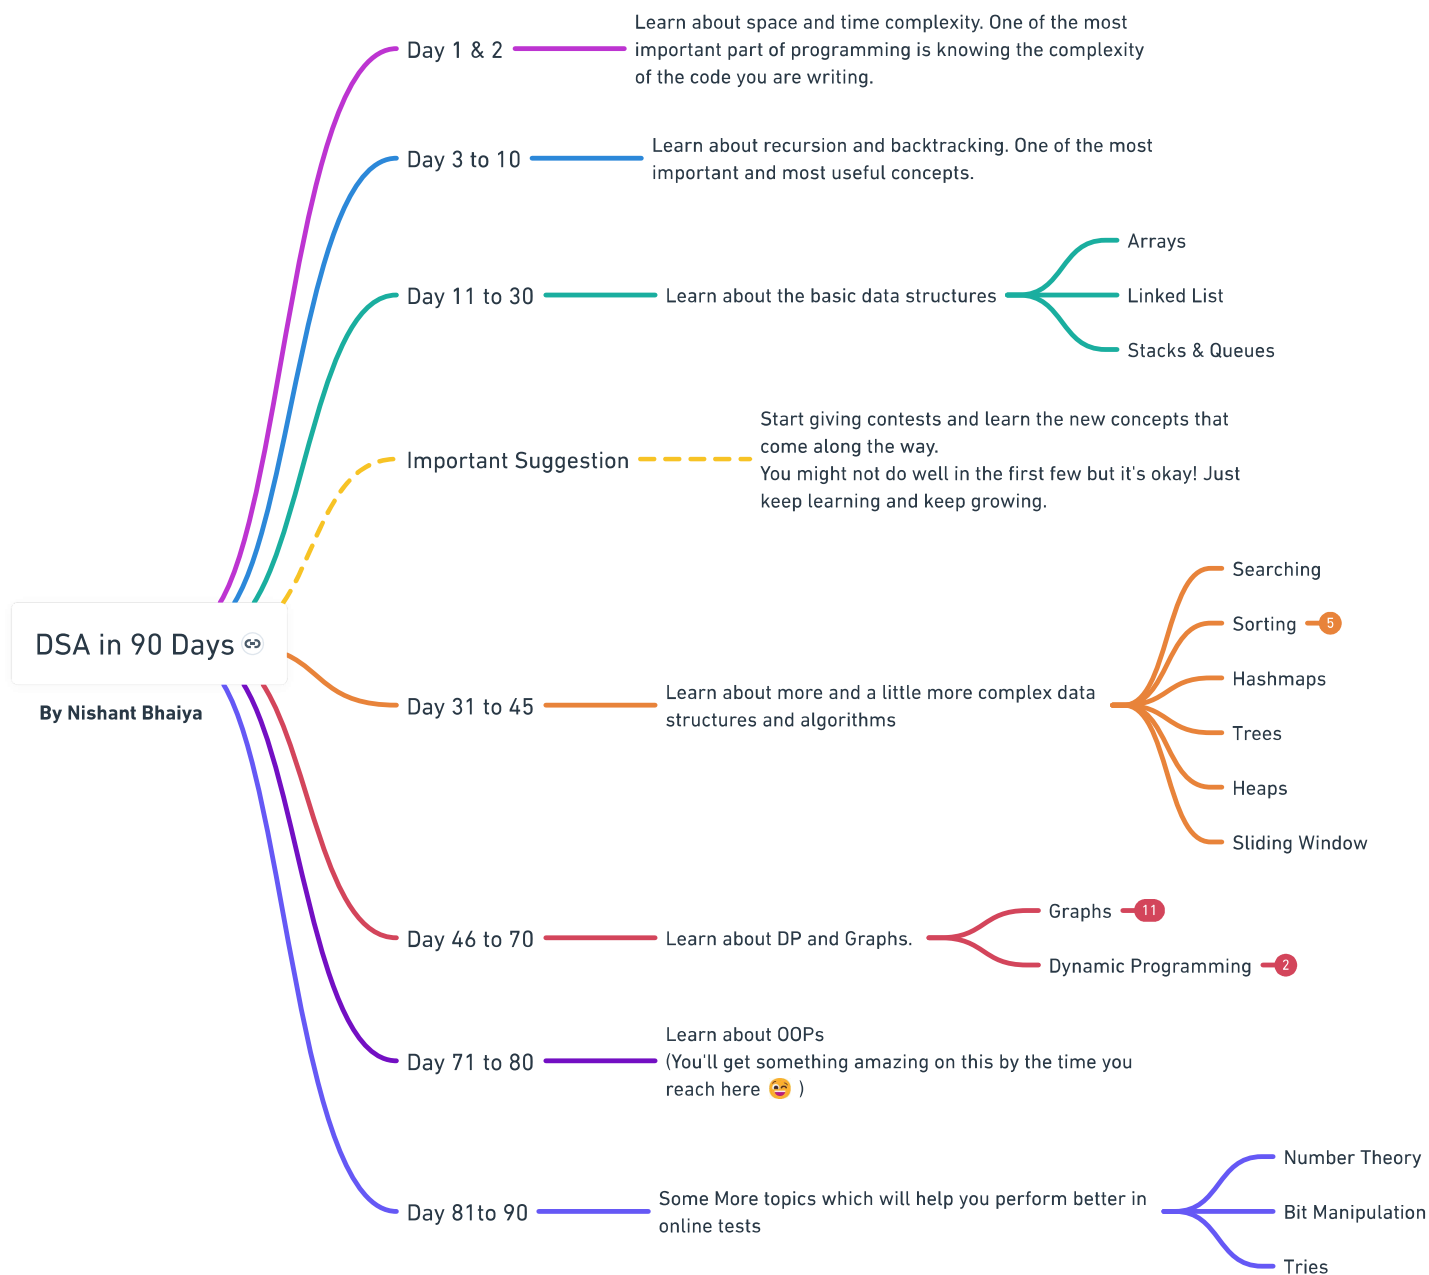 Day 1 & 2
Learn about space and time complexity. One of the most
important part of programming is knowing the complexity
of the code you are writing.
Day 3 to 10
Learn about recursion and backtracking. One of the most
important and most useful concepts.
Day 11 to 30
Learn about the basic data structures
Arrays
Linked List
Stacks & Queues
Important Suggestion
Start giving contests and learn the new concepts that
come along the way.
You might not do well in the first few but it's okay! Just
keep learning and keep growing.
DSA in 90 Days
By Nishant Bhaiya
Day 31 to 45
Learn about more and a little more complex data
structures and algorithms
Searching
Sorting 5
Hashmaps
Trees
Heaps
Sliding Window
Day 46 to 70
Learn about DP and Graphs.
Graphs 11
Dynamic Programming 2
Day 71 to 80
Learn about OOPs
(You'll get something amazing on this by the time you
reach here 😄 )
Day 81to 90
Some More topics which will help you perform better in
online tests
Number Theory
Bit Manipulation
Tries